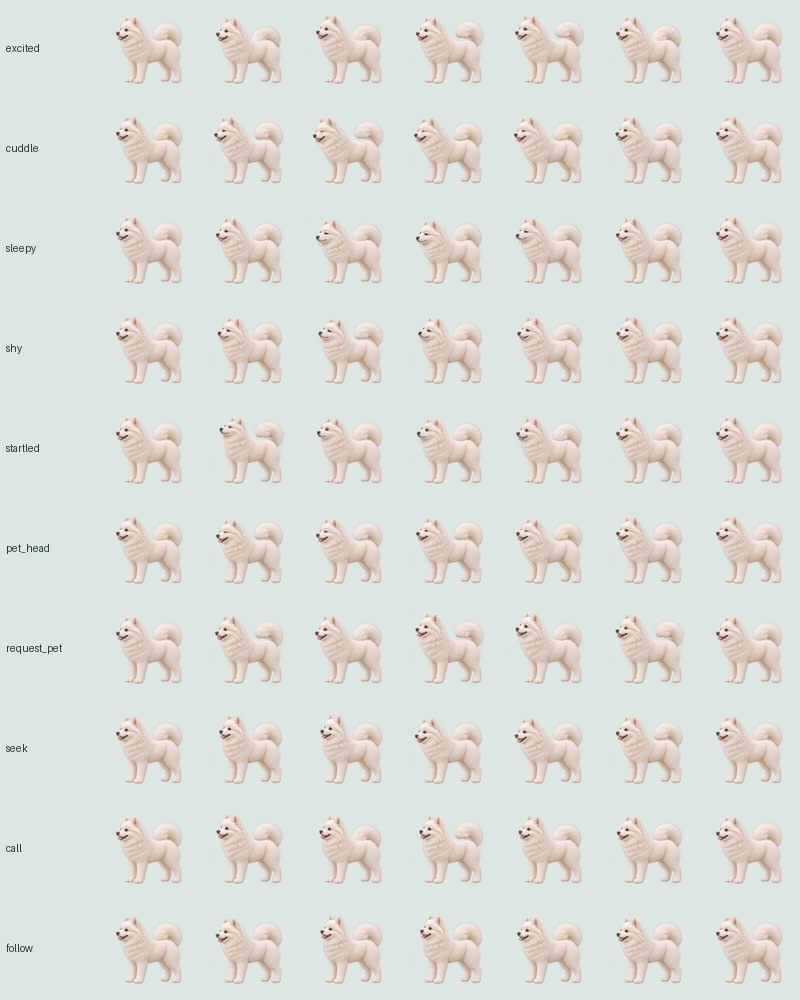 excited
cuddle
sleepy
shy
startled
pet_head
request_pet
seek
call
follow